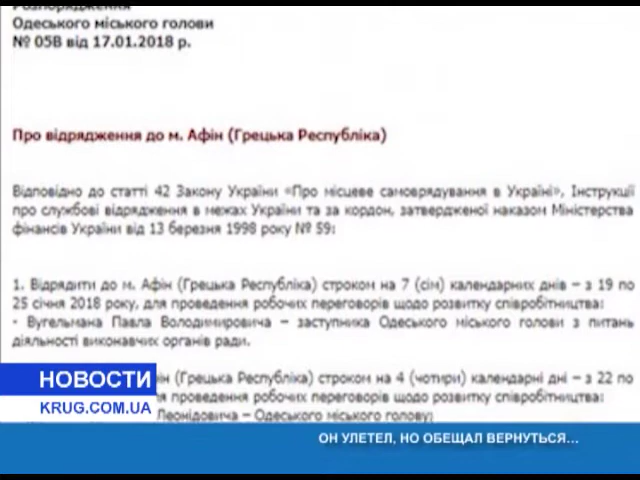 Розпорядження
Одеського міського голови
№ 05В від 17.01.2018 р.
Про відрядження до м. Афін (Грецька Республіка)
Відповідно до статті 42 Закону України «Про місцеве самоврядування в Україні», Інструкції
про службові відрядження в межах України та за кордон, затвердженої наказом Міністерства
фінансів України від 13 березня 1998 року № 59:
1. Відрядити до м. Афін (Грецька Республіка) строком на 7 (сім) календарних днів – з 19 по
25 січня 2018 року, для проведення робочих переговорів щодо розвитку співробітництва:
- Вугельмана Павла Володимировича – заступника Одеського міського голови з питань
діяльності виконавчих органів ради.
(Грецька Республіка) строком на 4 (чотири) календарні дні – з 22 по
проведення робочих переговорів щодо розвитку співробітництва:
Леонідовича – Одеського міського голову;
НОВОСТИ
KRUG.COM.UA
ОН УЛЕТЕЛ, НО ОБЕЩАЛ ВЕРНУТЬСЯ...